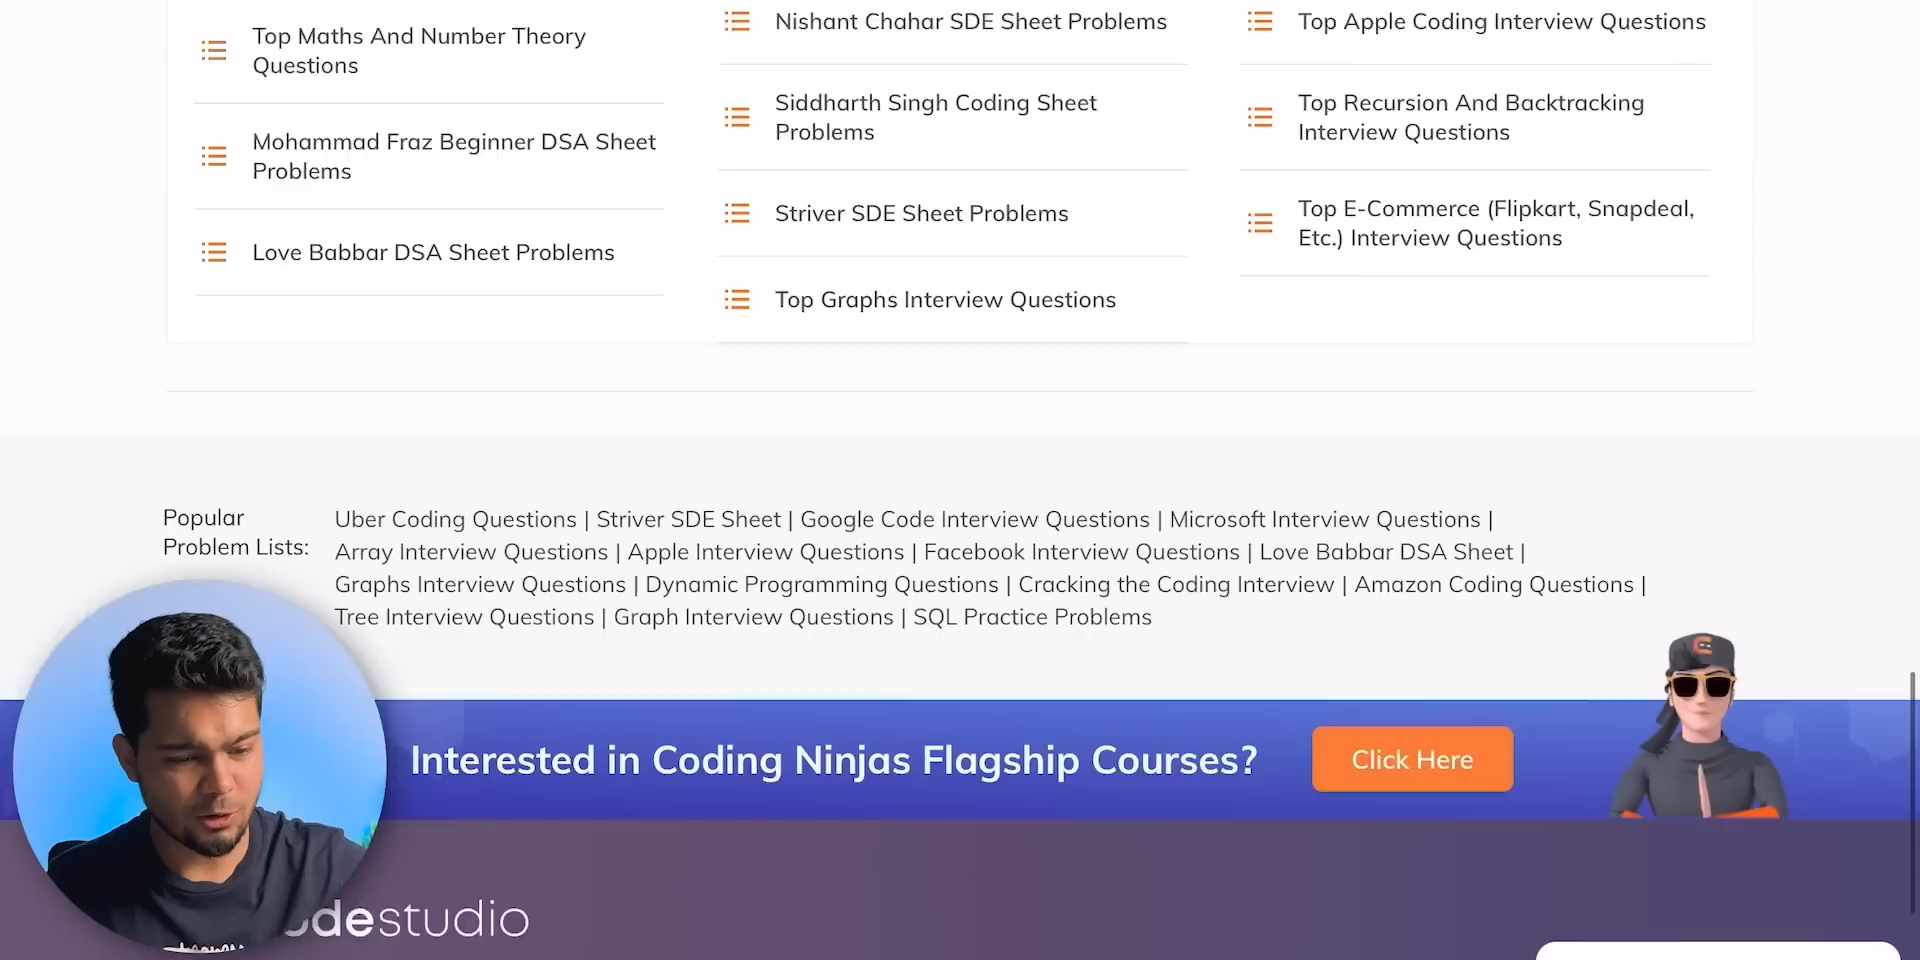 Top Maths And Number Theory
Questions
Mohammad Fraz Beginner DSA Sheet
Problems
Love Babbar DSA Sheet Problems
Nishant Chahar SDE Sheet Problems
Siddharth Singh Coding Sheet
Problems
Striver SDE Sheet Problems
Top Graphs Interview Questions
Top Apple Coding Interview Questions
Top Recursion And Backtracking
Interview Questions
Top E-Commerce (Flipkart, Snapdeal,
Etc.) Interview Questions
Popular
Problem Lists:
Uber Coding Questions | Striver SDE Sheet | Google Code Interview Questions | Microsoft Interview Questions |
Array Interview Questions | Apple Interview Questions | Facebook Interview Questions | Love Babbar DSA Sheet |
Graphs Interview Questions | Dynamic Programming Questions | Cracking the Coding Interview | Amazon Coding Questions |
Tree Interview Questions | Graph Interview Questions | SQL Practice Problems
Interested in Coding Ninjas Flagship Courses?
Click Here
destudio